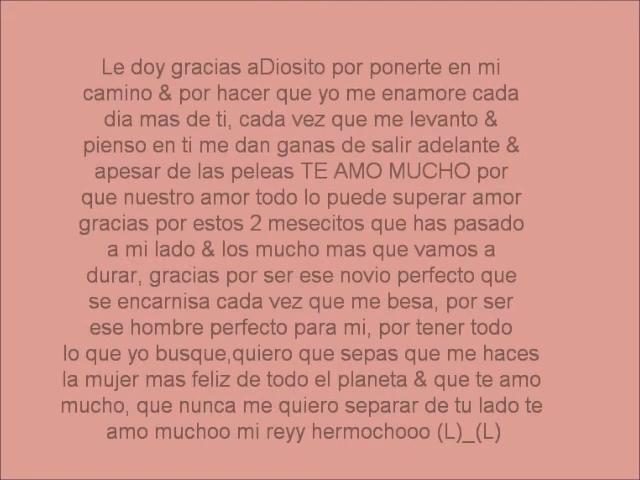 Le doy gracias aDiosito por ponerte en mi
camino & por hacer que yo me enamore cada
dia mas de ti, cada vez que me levanto &
pienso en ti me dan ganas de salir adelante &
apesar de las peleas TE AMO MUCHO por
que nuestro amor todo lo puede superar amor
gracias por estos 2 mesecitos que has pasado
a mi lado & los mucho mas que vamos a
durar, gracias por ser ese novio perfecto que
se encarnisa cada vez que me besa, por ser
ese hombre perfecto para mi, por tener todo
lo que yo busque,quiero que sepas que me haces
la mujer mas feliz de todo el planeta & que te amo
mucho, que nunca me quiero separar de tu lado te
amo muchoo mi reyy hermochooo (L)_(L)